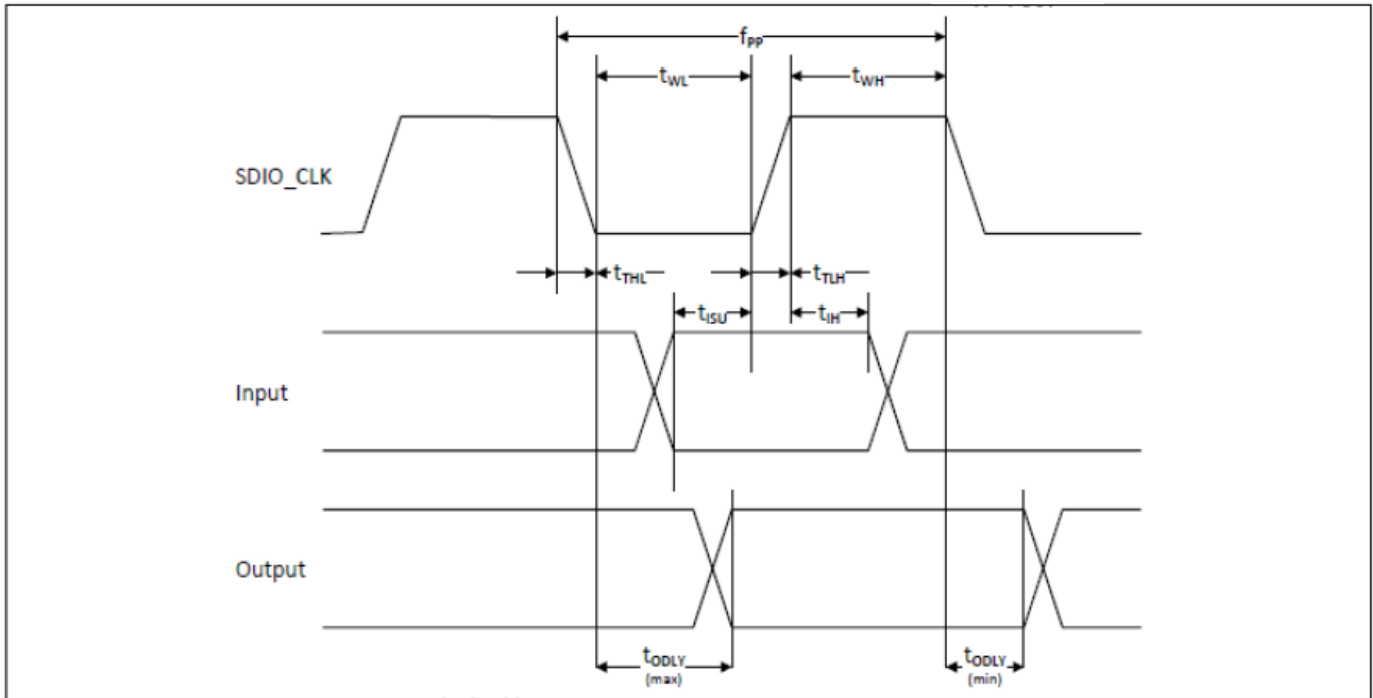 fPP
tWL
tWH
SDIO_CLK
tTHL
tTLH
tISU
tIH
Input
Output
tODLY
(max)
tODLY
(min)